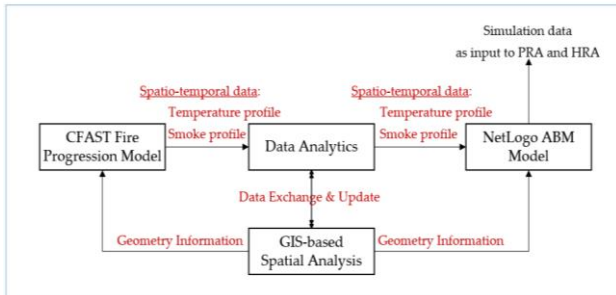 Simulation data
as input to PRA and HRA
Spatio-temporal data:
Temperature profile
Smoke profile
Spatio-temporal data:
Temperature profile
Smoke profile
CFAST Fire
Progression Model
Data Analytics
NetLogo ABM
Model
Data Exchange & Update
Geometry Information
GIS-based
Spatial Analysis
Geometry Information